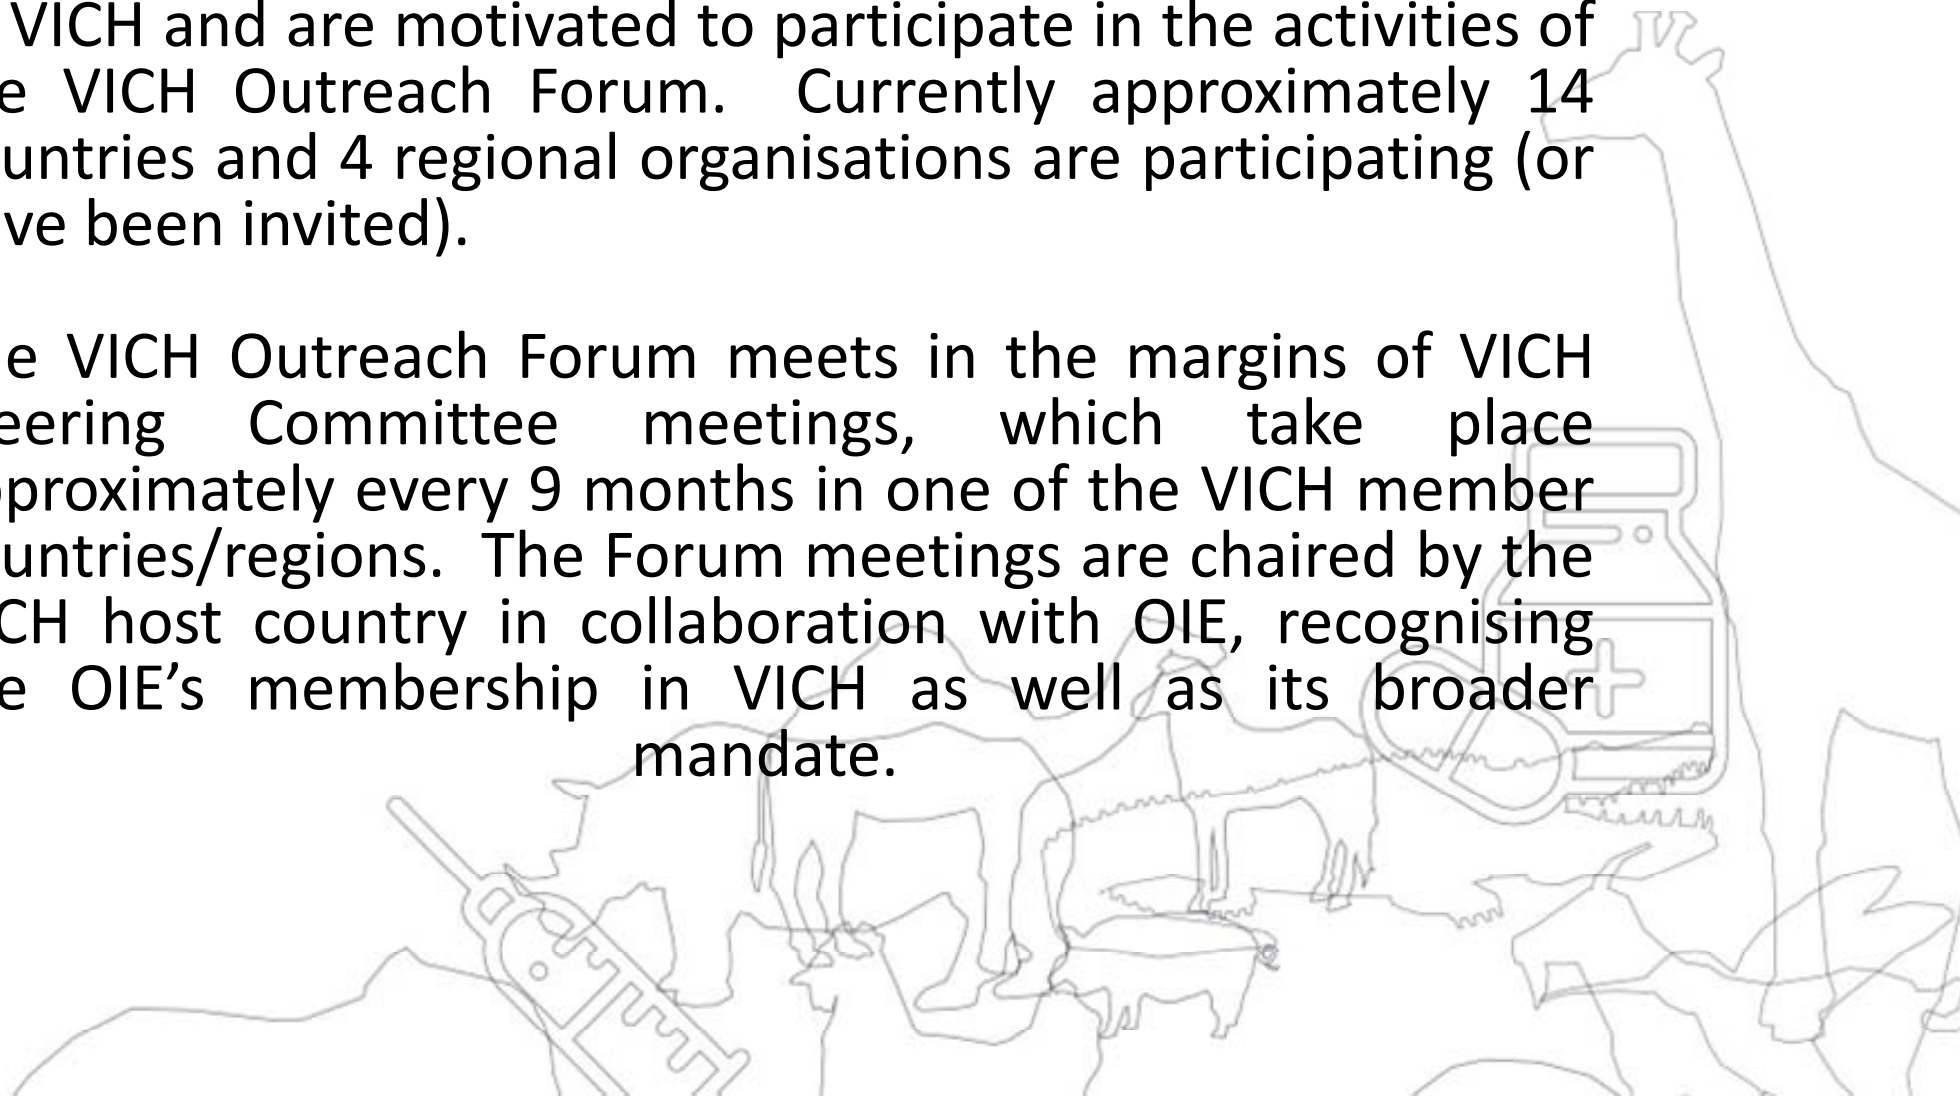 VICH and are motivated to participate in the activities of
e VICH Outreach Forum. Currently approximately 14
untries and 4 regional organisations are participating (or
ve been invited).
e VICH Outreach Forum meets in the margins of VICH
eering Committee meetings, which take place
pproximately every 9 months in one of the VICH member
untries/regions. The Forum meetings are chaired by the
CH host country in collaboration with OIE, recognising
e OIE’s membership in VICH as well as its broader
mandate.